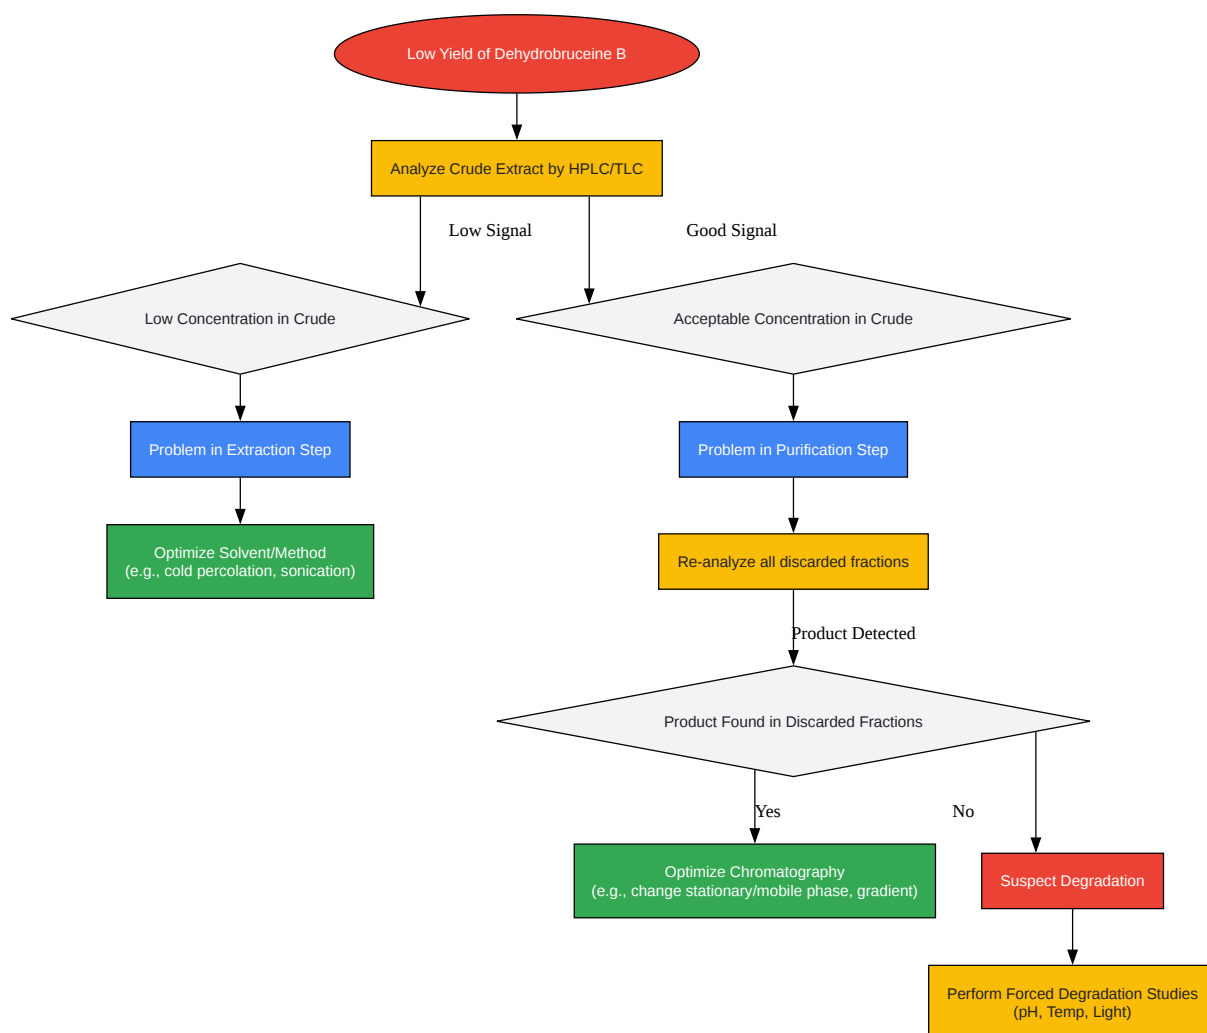 Low Yield of Dehydrobruceine B
Analyze Crude Extract by HPLC/TLC
Low Signal
Good Signal
Low Concentration in Crude
Acceptable Concentration in Crude
Problem in Extraction Step
Problem in Purification Step
Optimize Solvent/Method
(e.g., cold percolation, sonication)
Re-analyze all discarded fractions
Product Detected
Product Found in Discarded Fractions
Yes
No
Optimize Chromatography
(e.g., change stationary/mobile phase, gradient)
Suspect Degradation
Perform Forced Degradation Studies
(pH, Temp, Light)